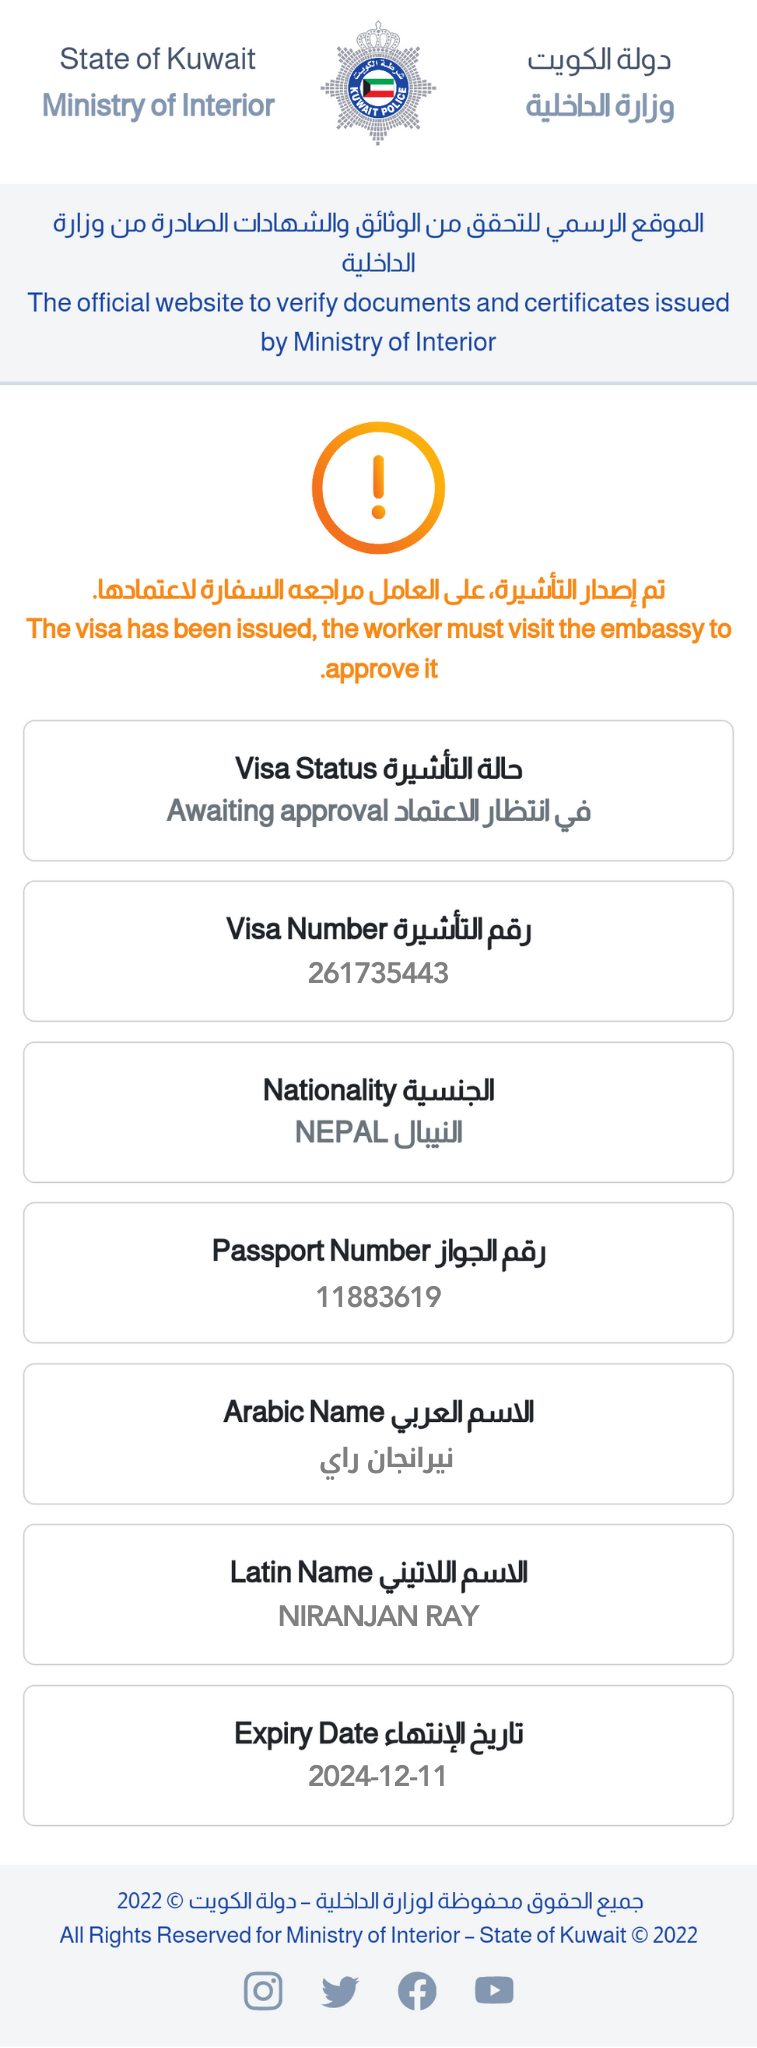 State of Kuwait
Ministry of Interior
شرطة الكويت
KUWAIT POLICE
دولة الكويت
وزارة الداخلية
الموقع الرسمي للتحقق من الوثائق والشهادات الصادرة من وزارة
الداخلية
The official website to verify documents and certificates issued
by Ministry of Interior
تم إصدار التأشيرة، على العامل مراجعه السفارة لاعتمادها.
The visa has been issued, the worker must visit the embassy to
.approve it
Visa Status حالة التأشيرة
Awaiting approval في انتظار الاعتماد
Visa Number رقم التأشيرة
261735443
Nationality الجنسية
NEPAL النيبال
Passport Number رقم الجواز
11883619
Arabic Name الاسم العربي
نيرانجان راي
Latin Name الاسم اللاتيني
NIRANJAN RAY
Expiry Date تاريخ الإنتهاء
2024-12-11
جميع الحقوق محفوظة لوزارة الداخلية – دولة الكويت © 2022
All Rights Reserved for Ministry of Interior – State of Kuwait © 2022